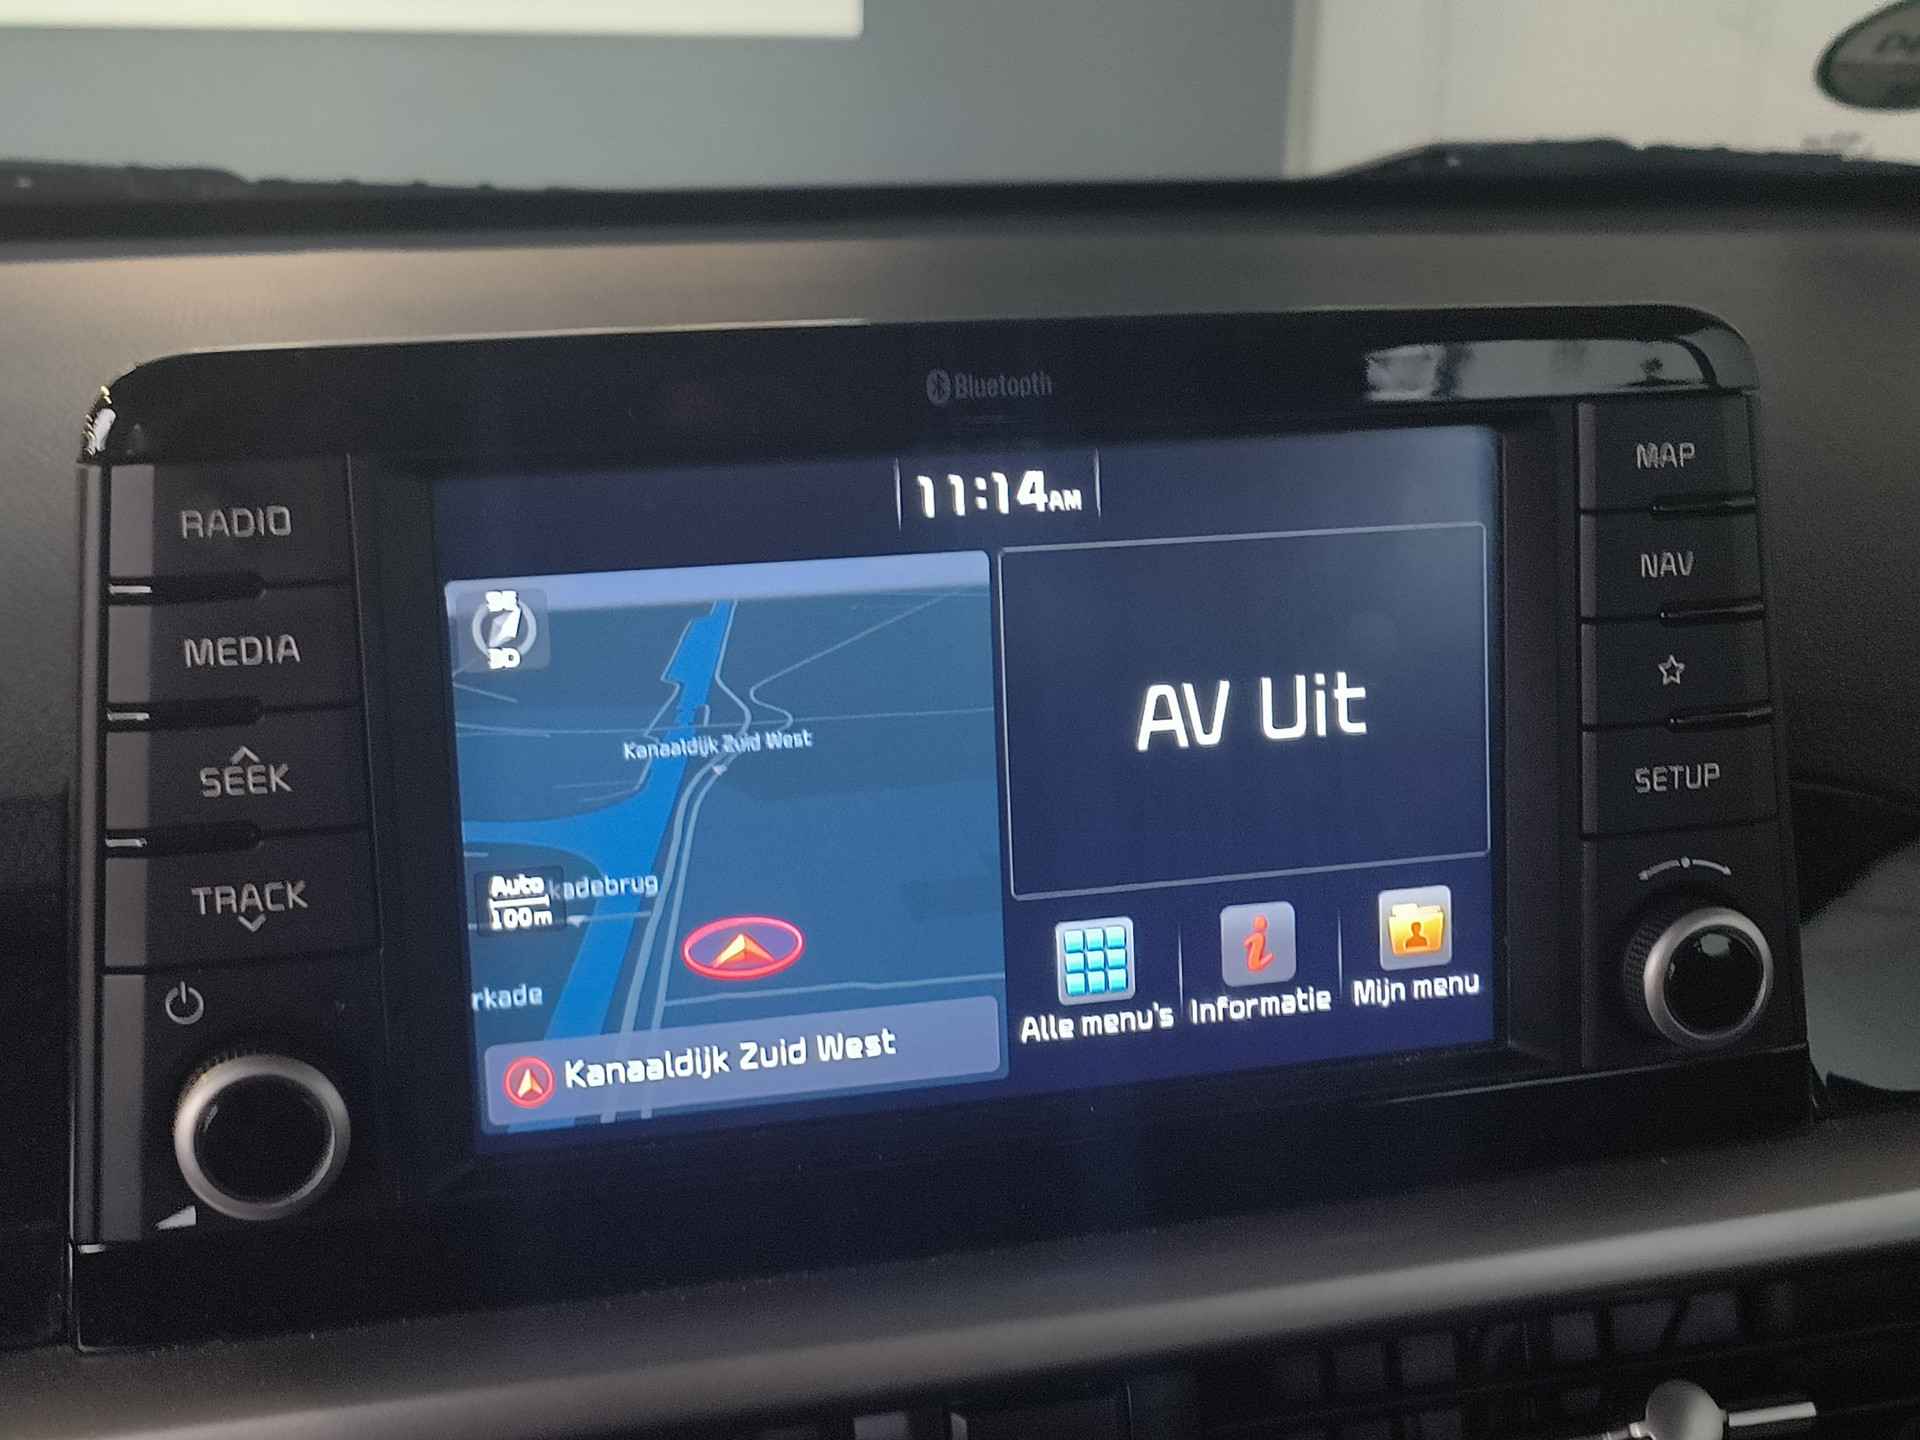 Bluetooth
RADIO
MEDIA
SEEK
TRACK
11:14AM
3D
Kanaaldijk Zuid West
Auto
100m
kadebrug
rkade
Kanaaldijk Zuid West
AV Uit
Alle menu's
Informatie
Mijn menu
MAP
NAV
SETUP